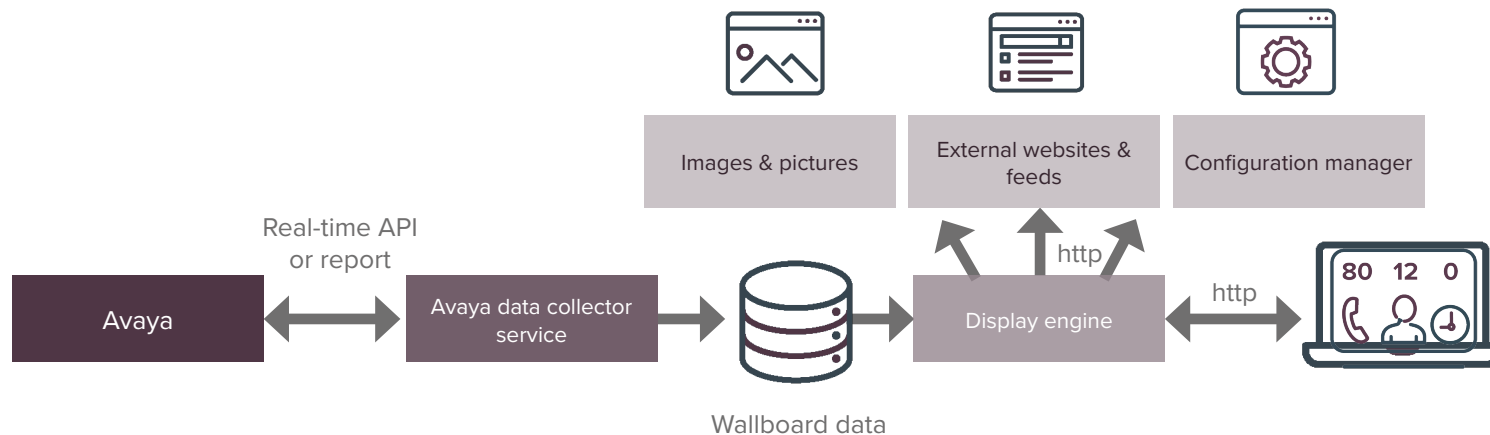 Images & pictures
External websites &
feeds
Configuration manager
Real-time API
or report
http
Avaya
Avaya data collector
service
Display engine
http
80 12 0
Wallboard data